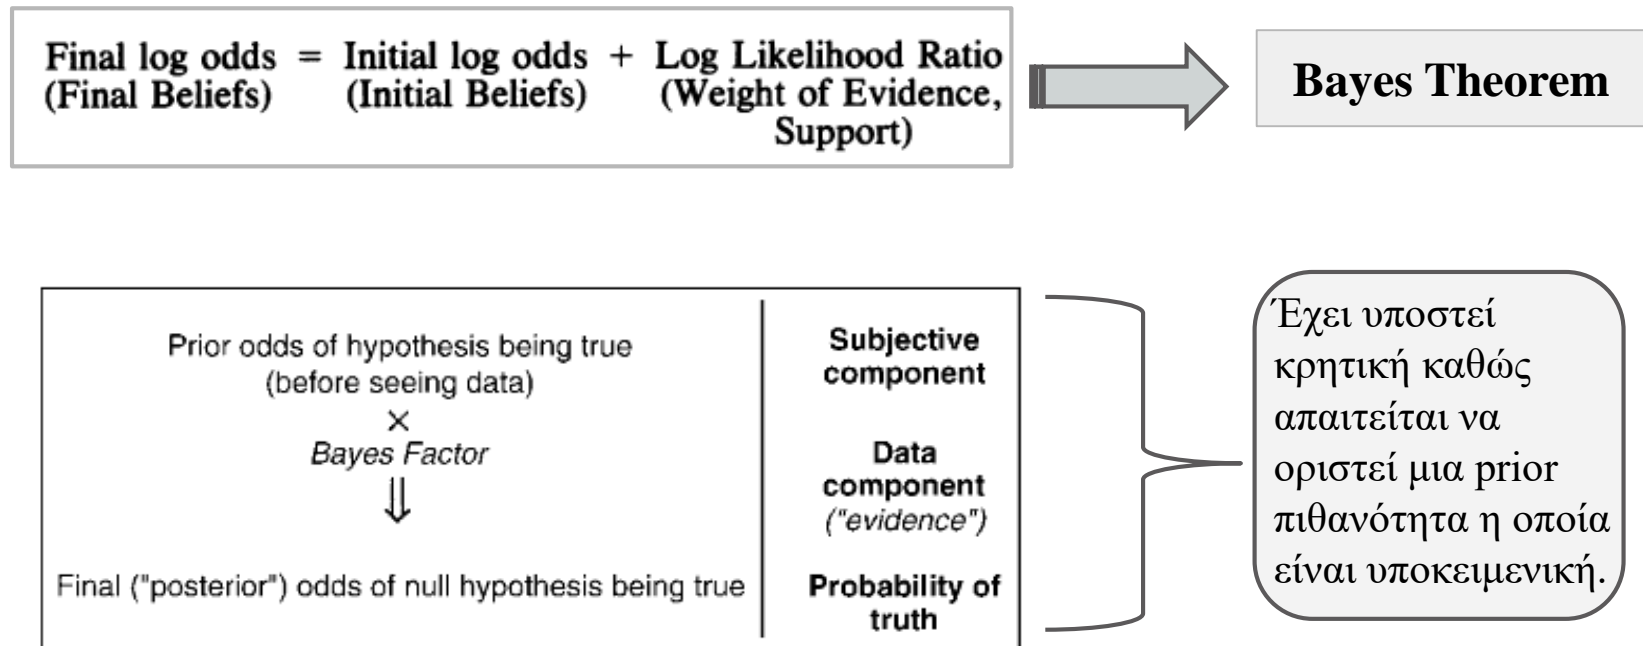 Final log odds = Initial log odds + Log Likelihood Ratio
(Final Beliefs) (Initial Beliefs) (Weight of Evidence,
Support)
Bayes Theorem
Prior odds of hypothesis being true
(before seeing data)
×
Bayes Factor
⇓
Final ("posterior") odds of null hypothesis being true
Subjective
component
Data
component
("evidence")
Probability of
truth
Έχει υποστεί
κρητική καθώς
απαιτείται να
οριστεί μια prior
πιθανότητα η οποία
είναι υποκειμενική.